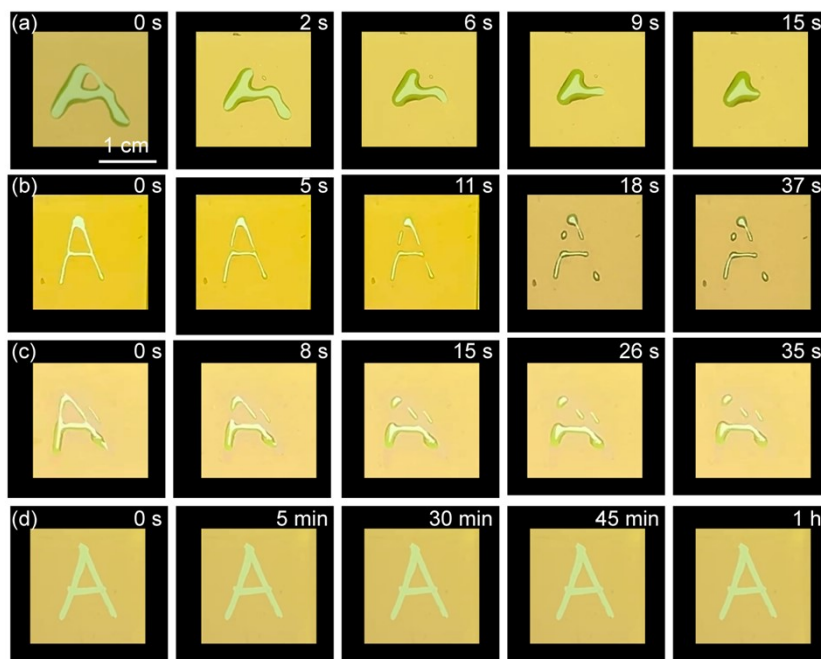 (a) 0 s 2 s 6 s 9 s 15 s
A
1 cm
(b) 0 s 5 s 11 s 18 s 37 s
A A A A A
(c) 0 s 8 s 15 s 26 s 35 s
A
(d) 0 s 5 min 30 min 45 min 1 h
A A A A A